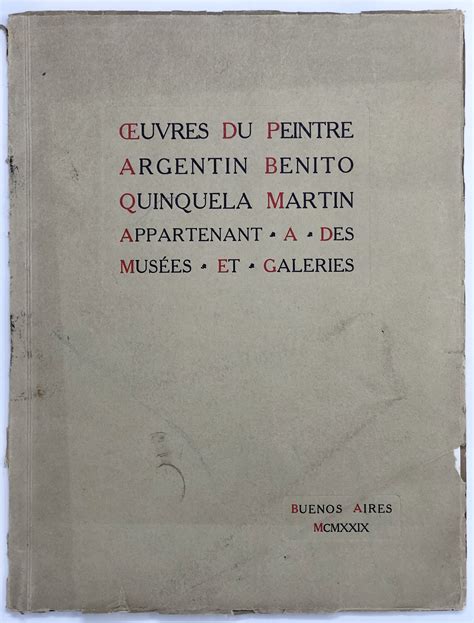 ŒUVRES DU PEINTRE
ARGENTIN BENITO
QUINQUELA MARTIN
APPARTENANT • A • DES
MUSÉES • ET • GALERIES
BUENOS AIRES
MCMXXIX